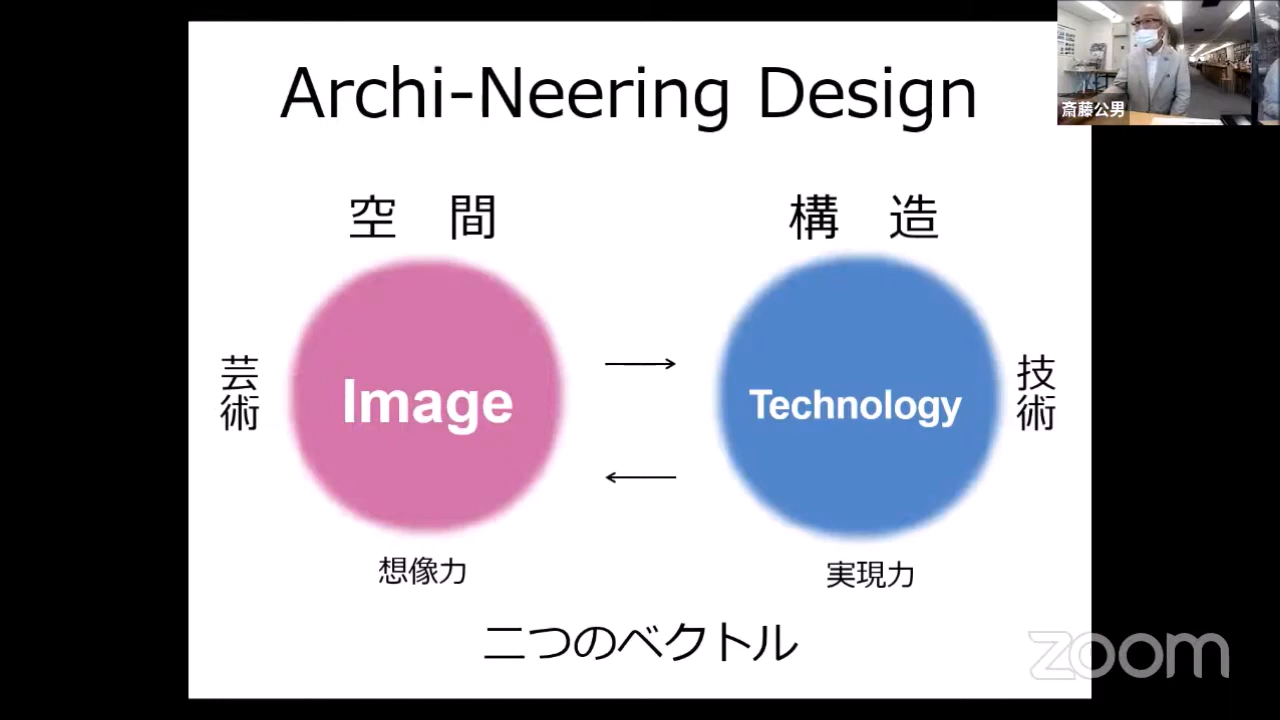 Archi-Neering Design
斎藤公男
空 間
構 造
芸術
Image
Technology
技術
想像力
実現力
二つのベクトル
zoom